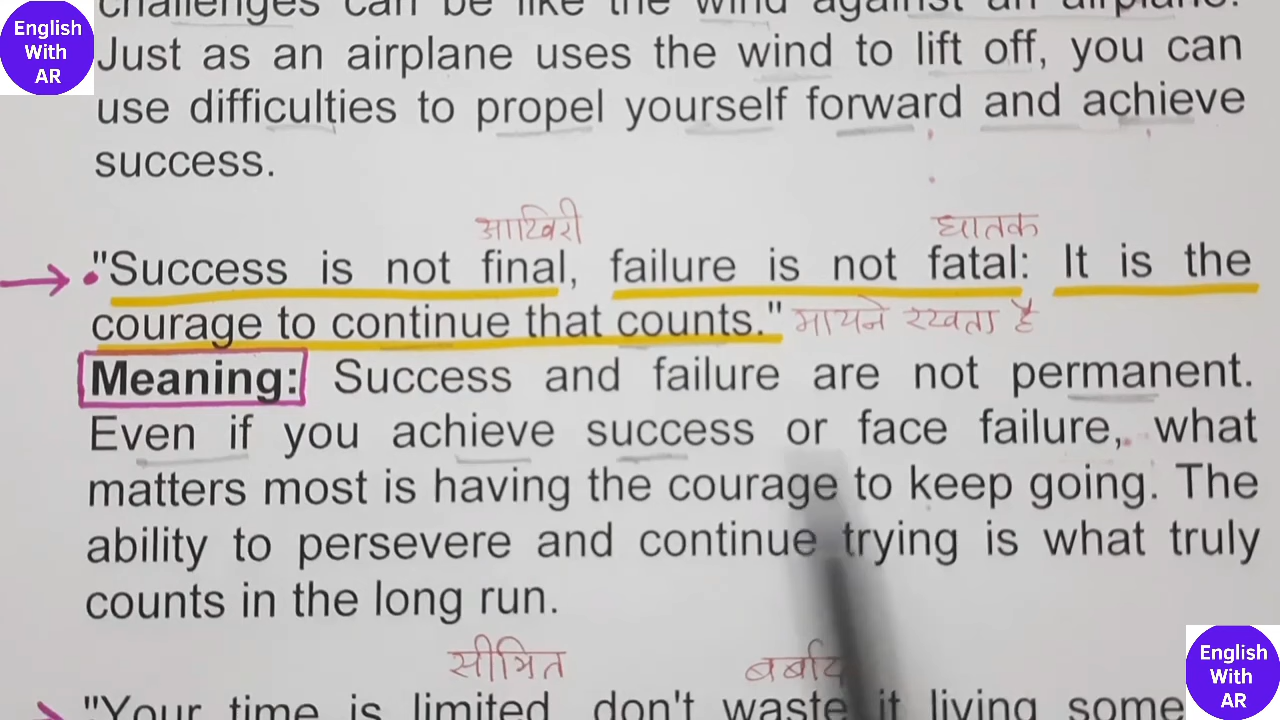 English
With
AR
challenges can be like the wind against an airplane.
Just as an airplane uses the wind to lift off, you can
use difficulties to propel yourself forward and achieve
success.
आखिरी घातक
"Success is not final, failure is not fatal: It is the
courage to continue that counts." मायने रखता है
Meaning: Success and failure are not permanent.
Even if you achieve success or face failure, what
matters most is having the courage to keep going. The
ability to persevere and continue trying is what truly
counts in the long run.
सीमित
"Your time is limited, don't waste it living some
English
With
AR